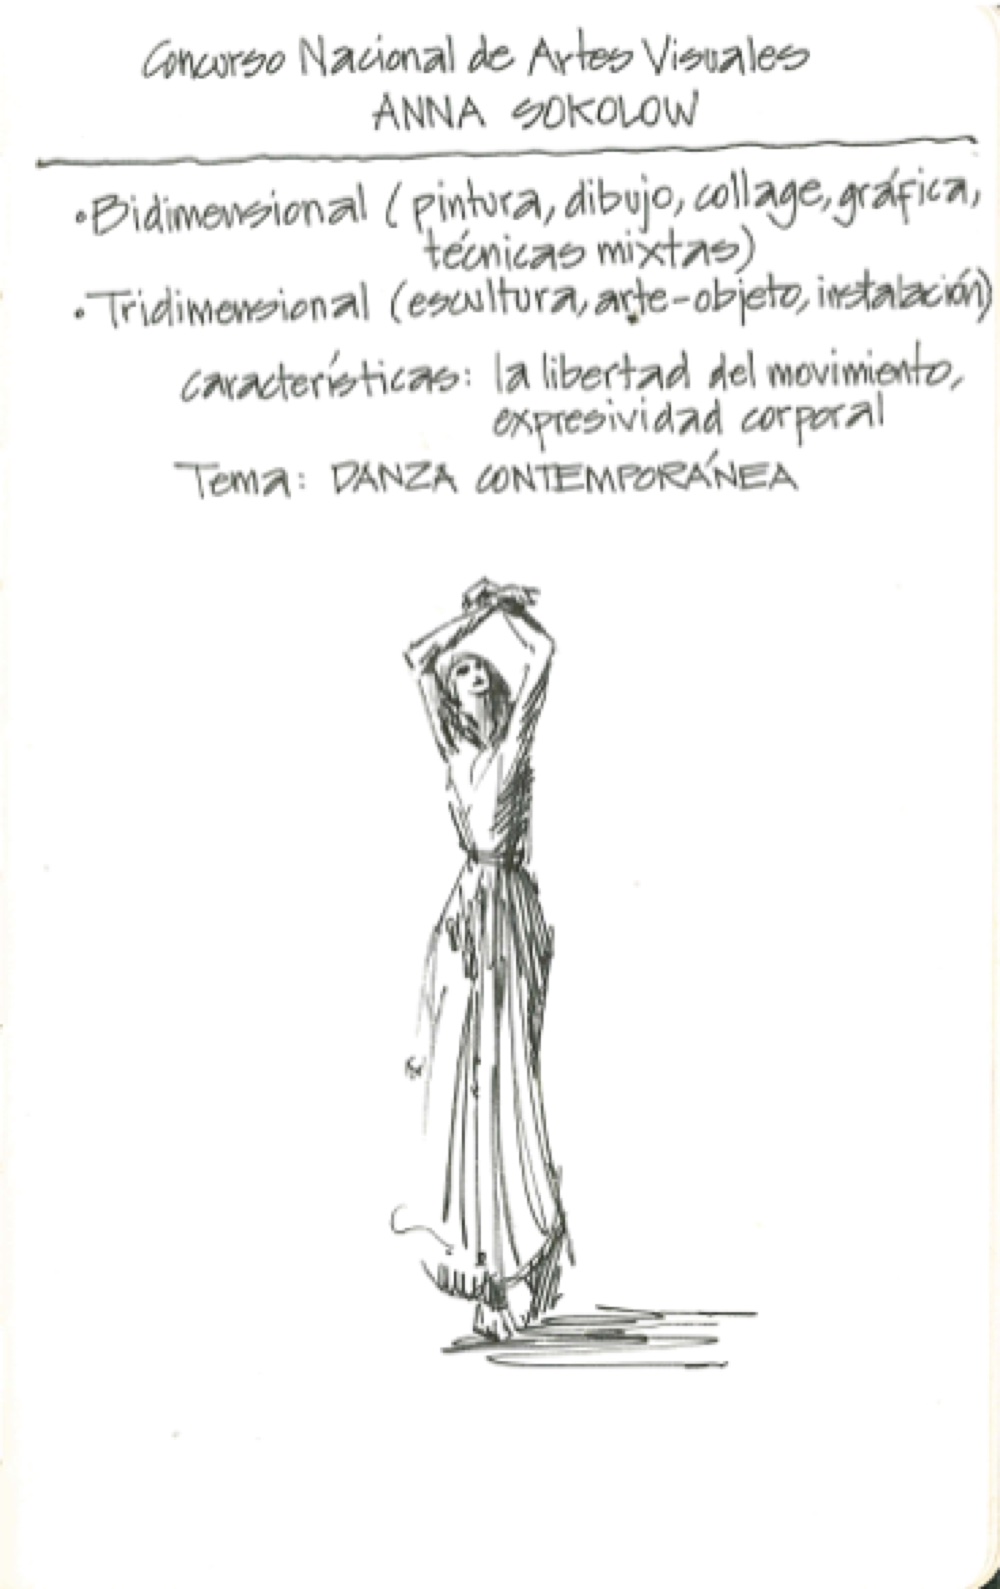 Concurso Nacional de Artes Visuales
ANNA SOKOLOW
• Bidimensional (pintura, dibujo, collage, gráfica,
técnicas mixtas)
• Tridimensional (escultura, arte-objeto, instalación)
características: la libertad del movimiento,
expresividad corporal
Tema: DANZA CONTEMPORÁNEA